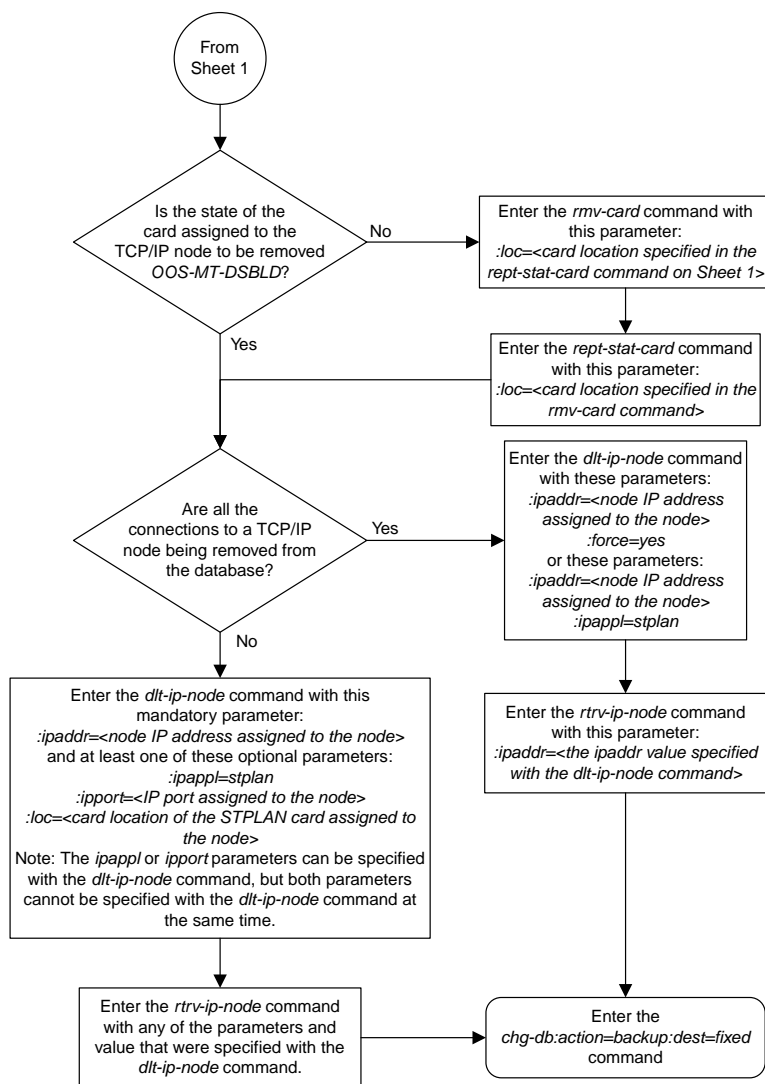 From
Sheet 1
Is the state of the
card assigned to the
TCP/IP node to be removed
OOS-MT-DSBLD?
No
Enter the rmv-card command with
this parameter:
:loc=<card location specified in the
rept-stat-card command on Sheet 1>
Yes
Enter the rept-stat-card command
with this parameter:
:loc=<card location specified in the
rmv-card command>
Are all the
connections to a TCP/IP
node being removed from
the database?
Yes
Enter the dlt-ip-node command
with these parameters:
:ipaddr=<node IP address
assigned to the node>
:force=yes
or these parameters:
:ipaddr=<node IP address
assigned to the node>
:ipappl=stplan
No
Enter the dlt-ip-node command with this
mandatory parameter:
:ipaddr=<node IP address assigned to the node>
and at least one of these optional parameters:
:ipappl=stplan
:ipport=<IP port assigned to the node>
:loc=<card location of the STPLAN card assigned to
the node>
Note: The ipappl or ipport parameters can be specified
with the dlt-ip-node command, but both parameters
cannot be specified with the dlt-ip-node command at
the same time.
Enter the rtrv-ip-node command
with this parameter:
:ipaddr=<the ipaddr value specified
with the dlt-ip-node command>
Enter the rtrv-ip-node command
with any of the parameters and
value that were specified with the
dlt-ip-node command.
Enter the
chg-db:action=backup:dest=fixed
command